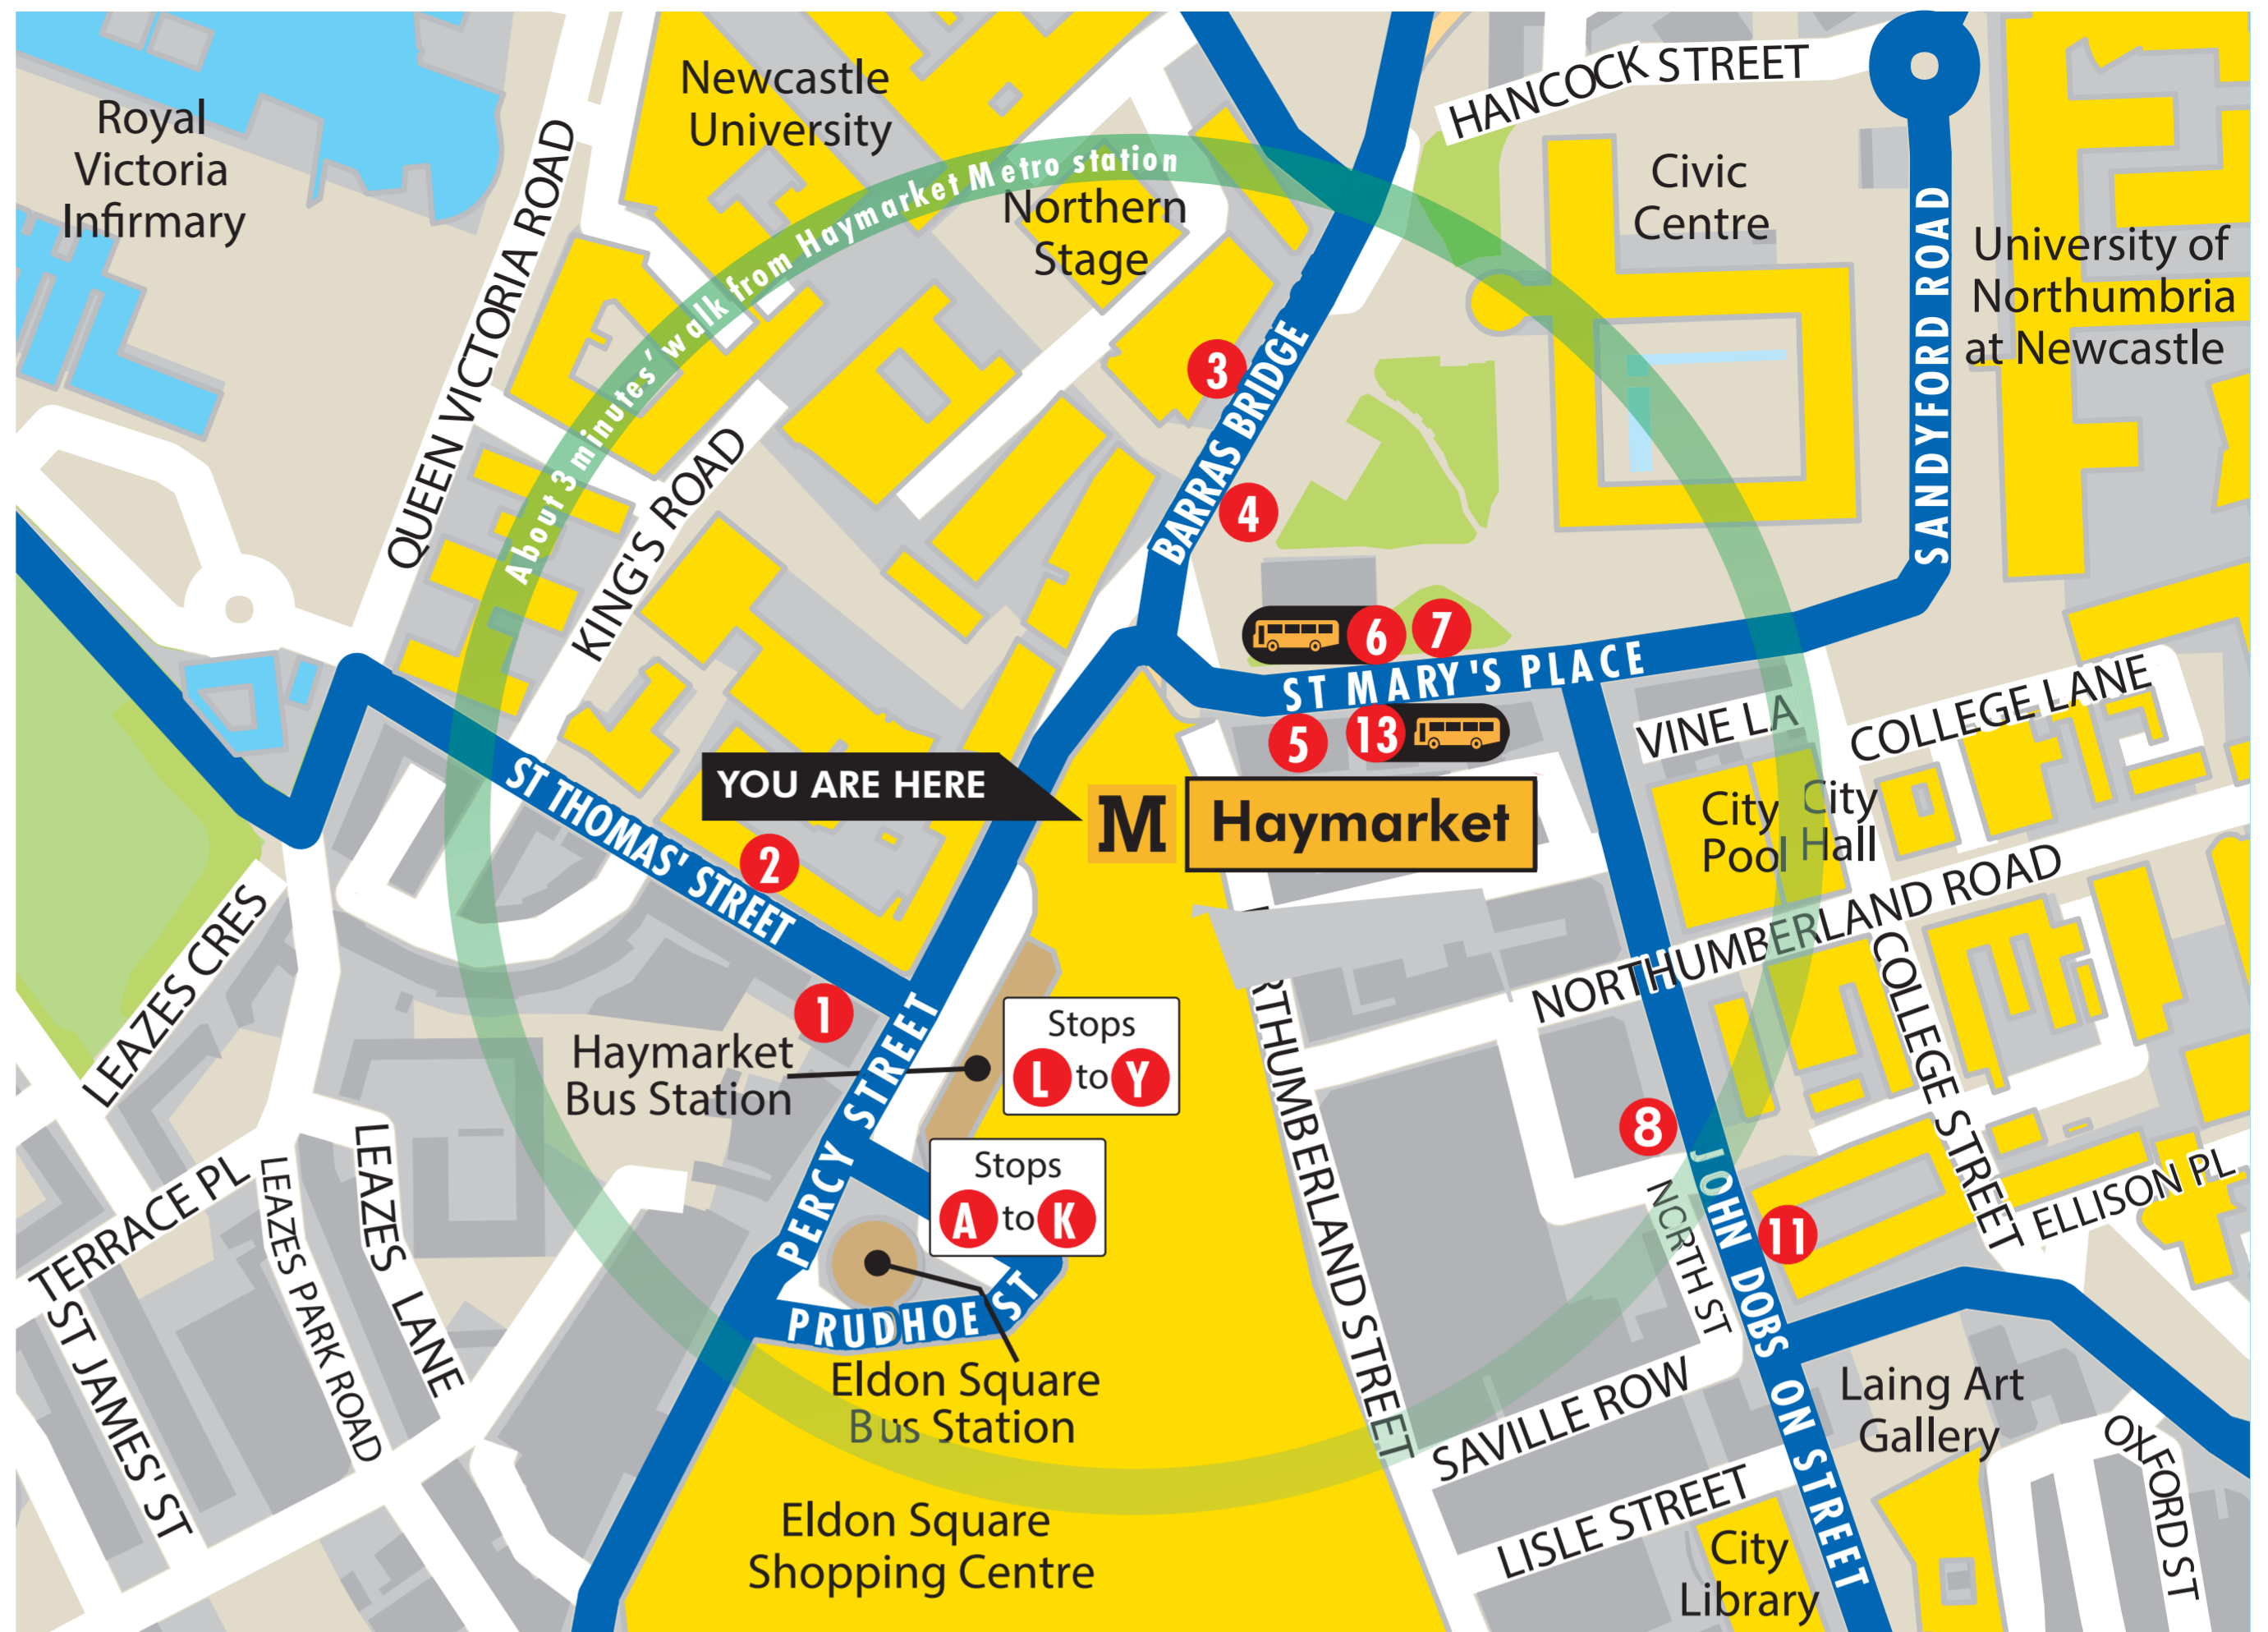 Royal
Victoria
Infirmary
Newcastle
University
HANCOCK STREET
Civic
Centre
University of
Northumbria
at Newcastle
SANDYFORD ROAD
QUEEN VICTORIA ROAD
About 3 minutes' walk from Haymarket Metro station
Northern
Stage
3
BARRAS BRIDGE
4
KING'S ROAD
6
7
ST MARY'S PLACE
5
13
VINE LA
COLLEGE LANE
YOU ARE HERE
M
Haymarket
City
Pool
City
Hall
ST THOMAS' STREET
2
NORTHUMBERLAND ROAD
LEAZES CRES
1
Haymarket
Bus Station
Stops
L to Y
PERCY STREET
RTHUMBERLAND STREET
COLLEGE STREET
8
JOHN DOBSON STREET
NORTH ST
11
ELLISON PL
Stops
A to K
TERRACE PL
LEAZES PARK ROAD
LEAZES LANE
ST JAMES' ST
PRUDHOE ST
Eldon Square
Bus Station
SAVILLE ROW
Laing Art
Gallery
OXFORD ST
LISLE STREET
Eldon Square
Shopping Centre
City
Library